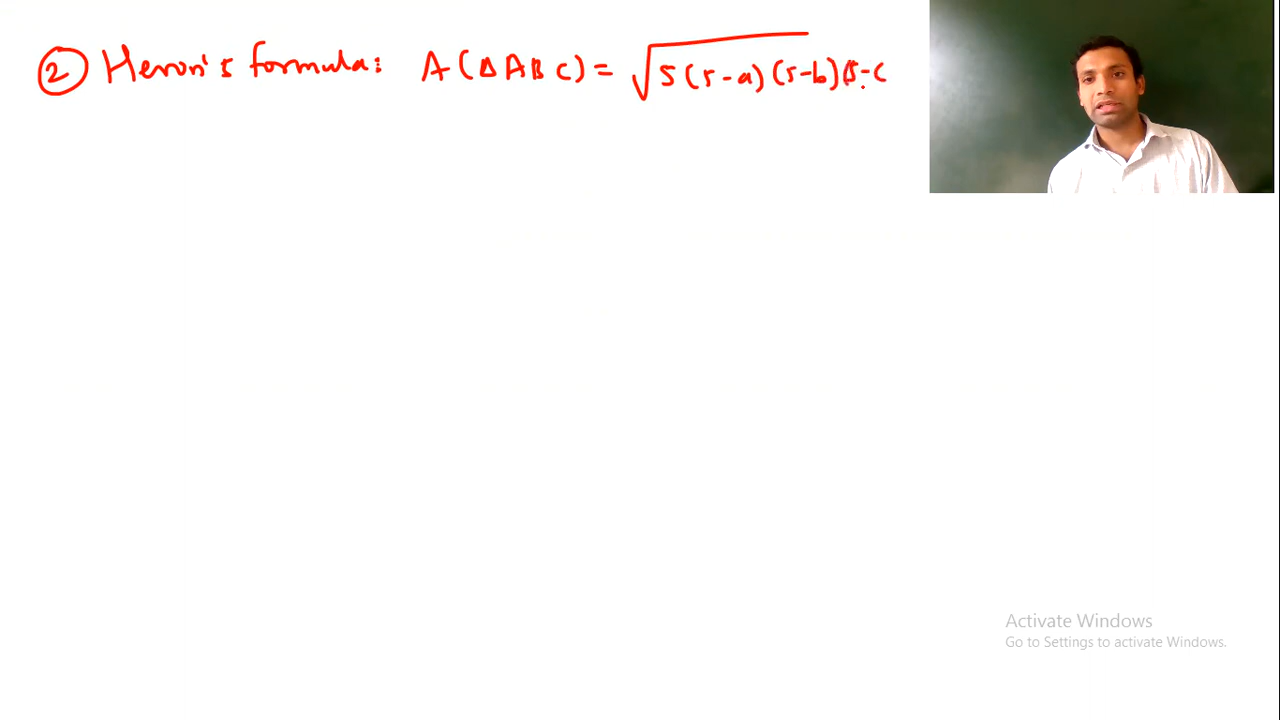 ② Heron's formula: A(ΔABC) = √s(s-a)(s-b)(s-c
Activate Windows
Go to Settings to activate Windows.